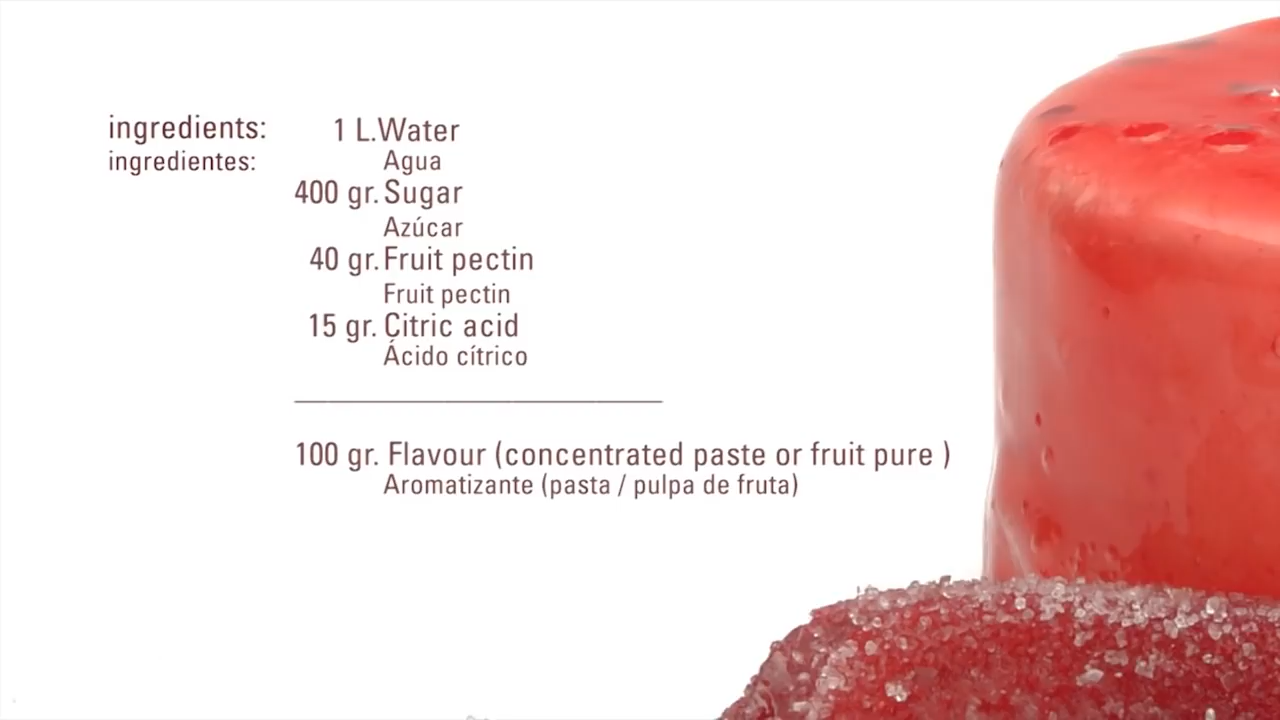 ingredients: 1 L. Water
ingredientes: Agua
400 gr. Sugar
Azúcar
40 gr. Fruit pectin
Fruit pectin
15 gr. Citric acid
Ácido cítrico
100 gr. Flavour (concentrated paste or fruit pure )
Aromatizante (pasta / pulpa de fruta)